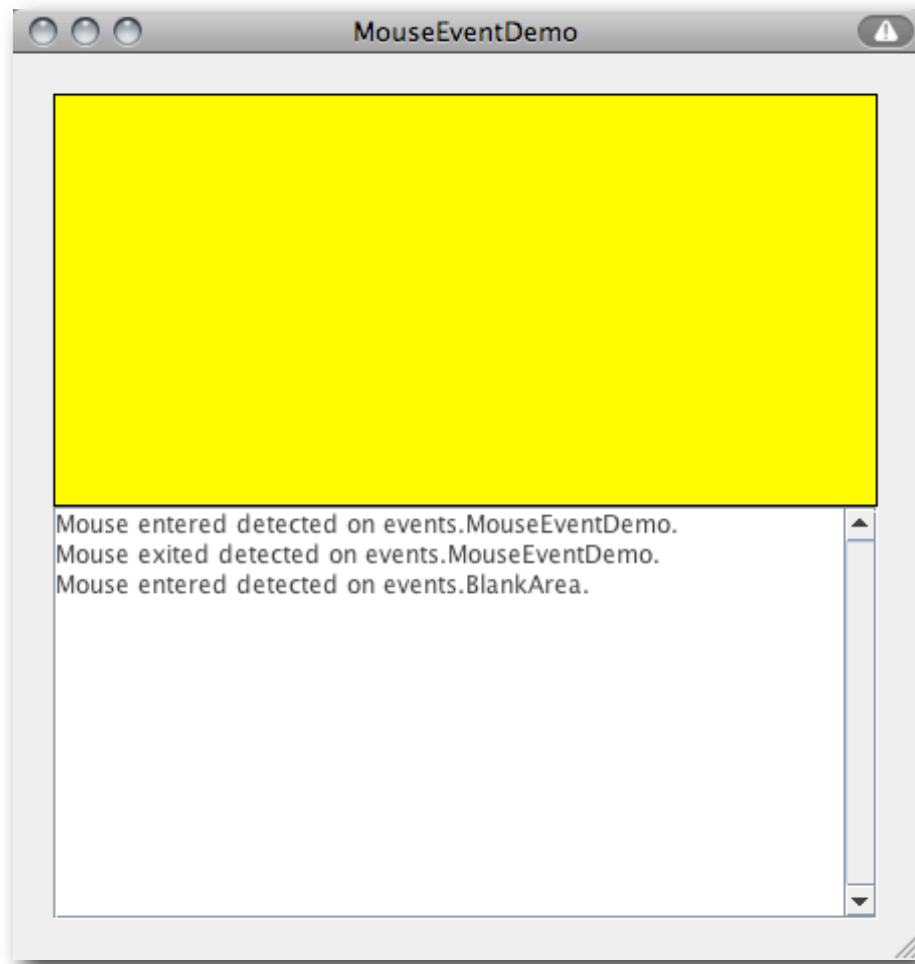 MouseEventDemo
Mouse entered detected on events.MouseEventDemo.
Mouse exited detected on events.MouseEventDemo.
Mouse entered detected on events.BlankArea.